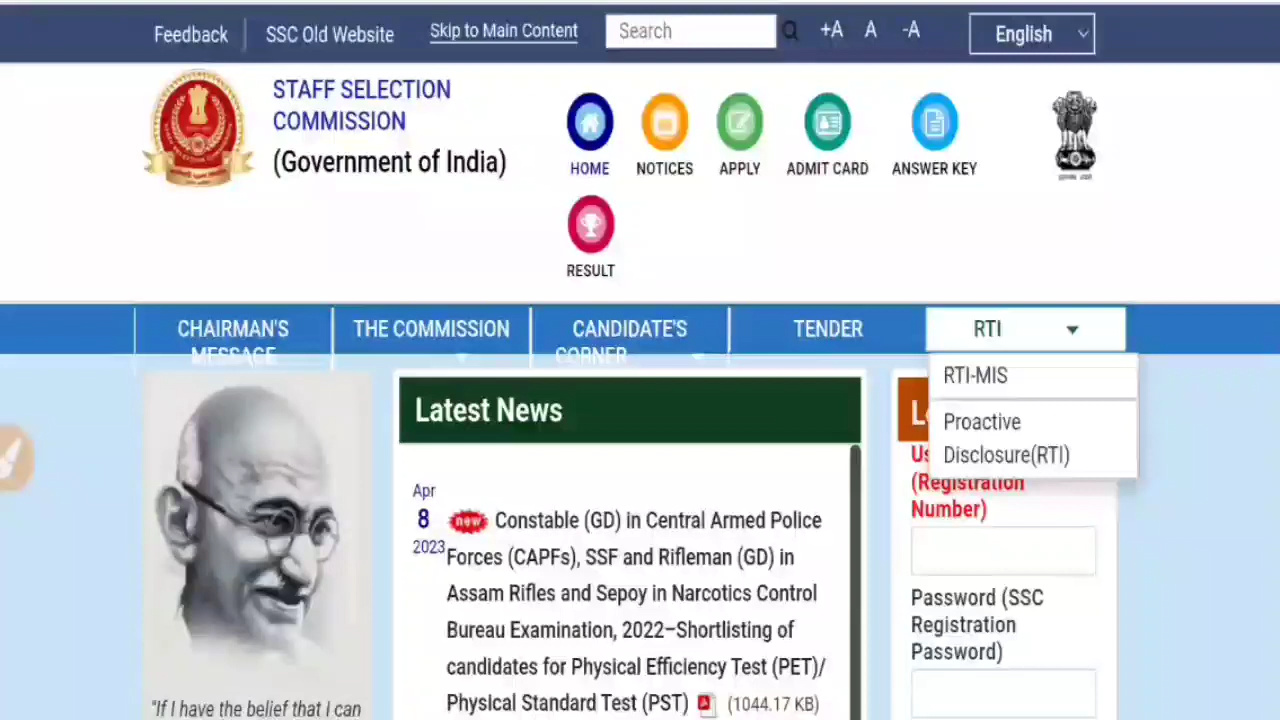 Feedback
SSC Old Website
Skip to Main Content
Search
+A A -A
English
STAFF SELECTION
COMMISSION
(Government of India)
HOME
NOTICES
APPLY
ADMIT CARD
ANSWER KEY
RESULT
CHAIRMAN'S
MESSAGE
THE COMMISSION
CANDIDATE'S
CORNER
TENDER
RTI
RTI-MIS
Proactive
Disclosure(RTI)
"If I have the belief that I can
Latest News
Apr
8
2023
new Constable (GD) in Central Armed Police
Forces (CAPFs), SSF and Rifleman (GD) in
Assam Rifles and Sepoy in Narcotics Control
Bureau Examination, 2022–Shortlisting of
candidates for Physical Efficiency Test (PET)/
Physical Standard Test (PST) (1044.17 KB)
(Registration
Number)
Password (SSC
Registration
Password)